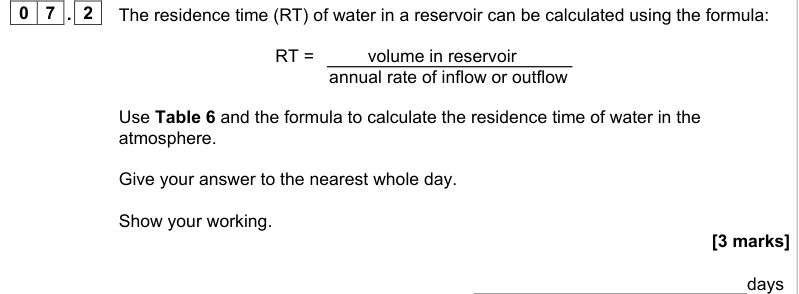 0 7 . 2 The residence time (RT) of water in a reservoir can be calculated using the formula:
RT = volume in reservoir
annual rate of inflow or outflow
Use Table 6 and the formula to calculate the residence time of water in the
atmosphere.
Give your answer to the nearest whole day.
Show your working.
[3 marks]
days